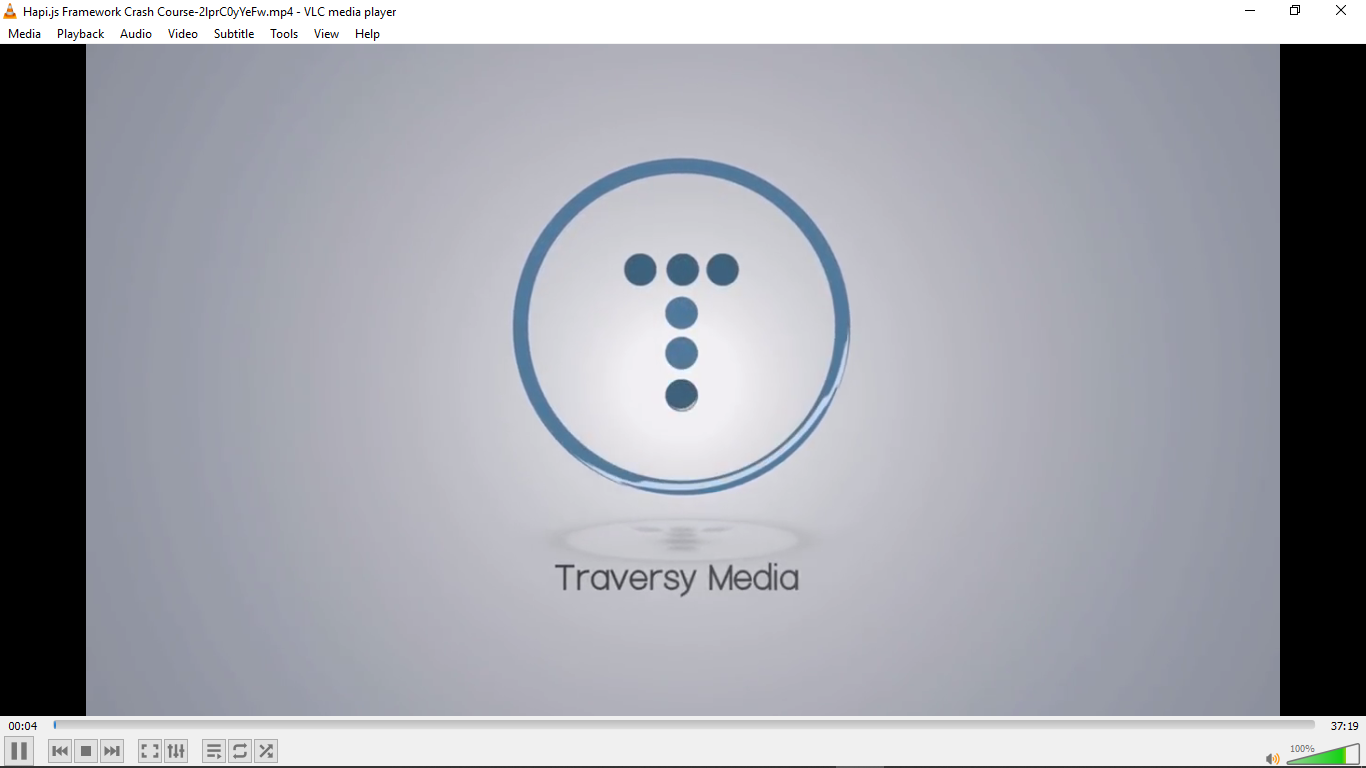 Hapi.js Framework Crash Course-2IprC0yYeFw.mp4 - VLC media player
Media Playback Audio Video Subtitle Tools View Help
Traversy Media
00:04 37:19
100%